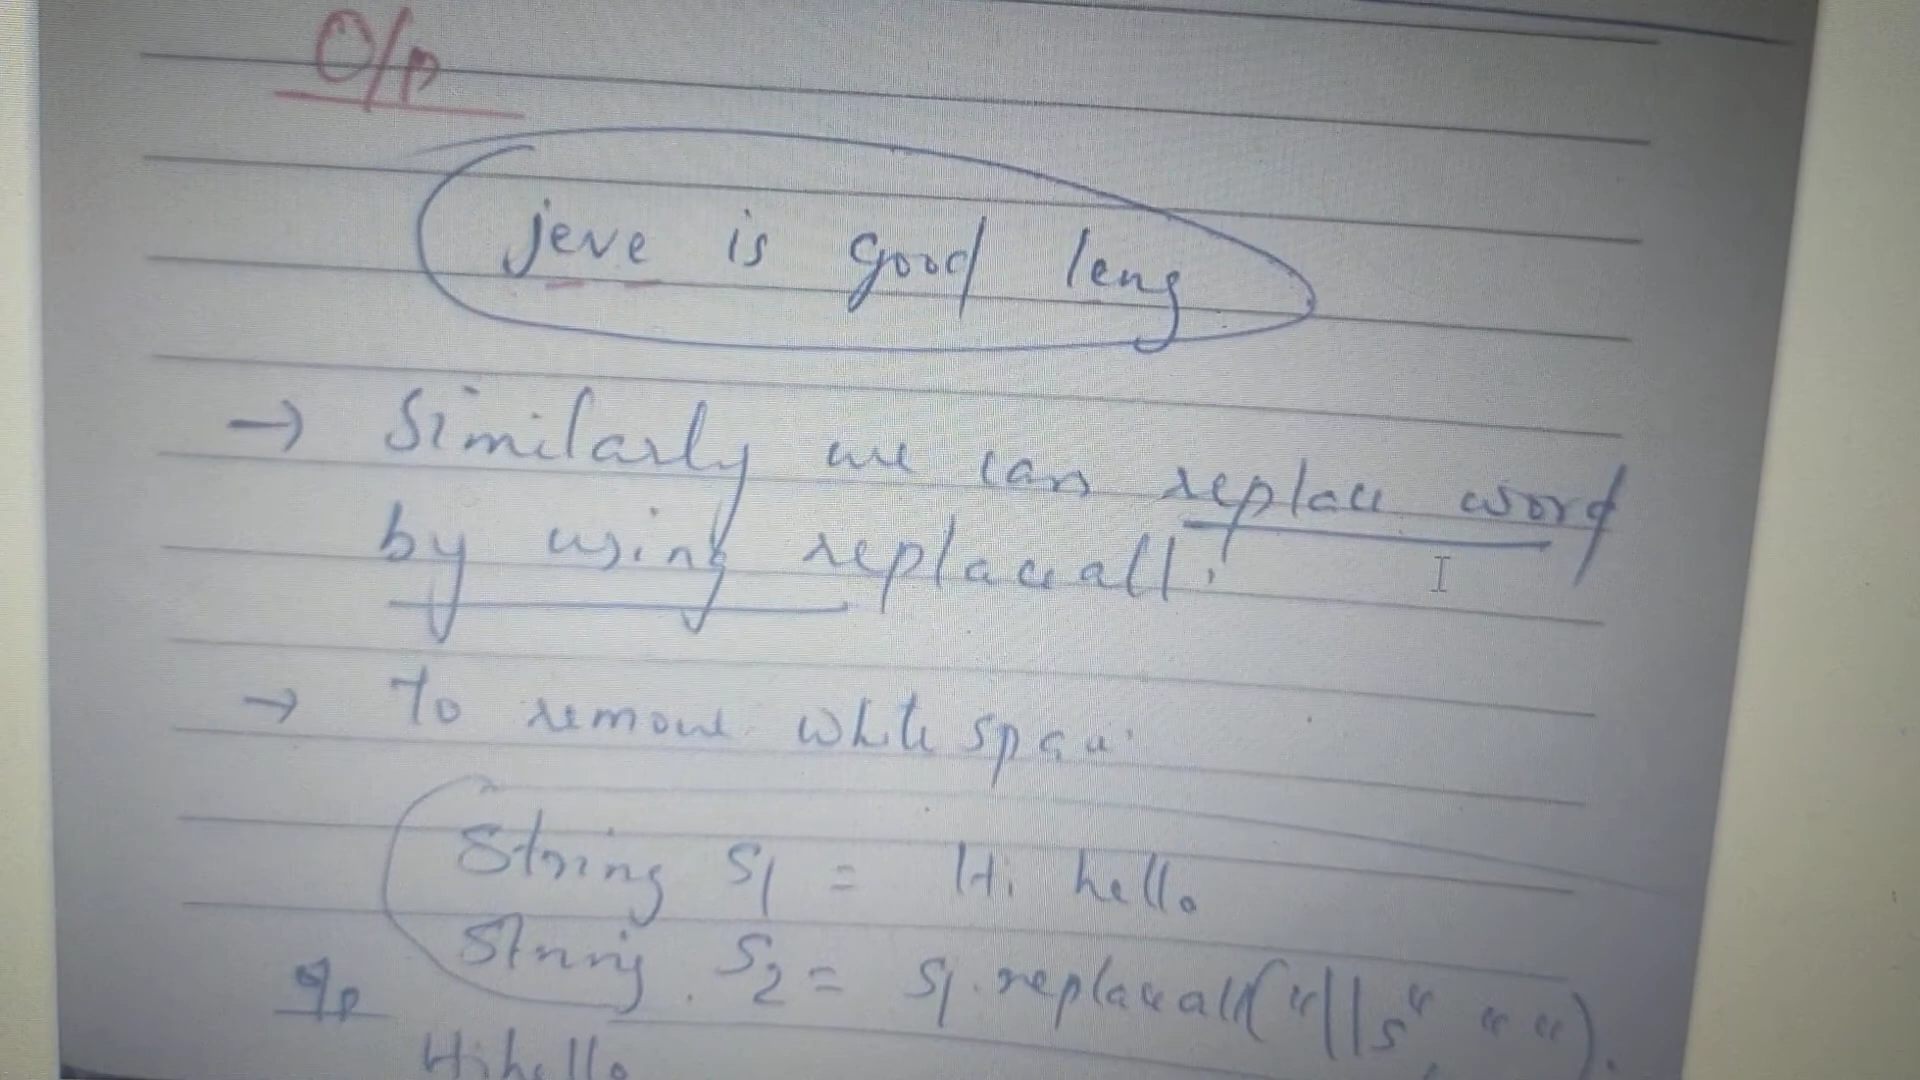 O/p
jeve is good leng
→ Similarly we can replace word
by using replaceall.
→ To remove white space.
String S1 = Hi hello
String S2 = S1.replaceall("||s", "").
o/p
Hihello